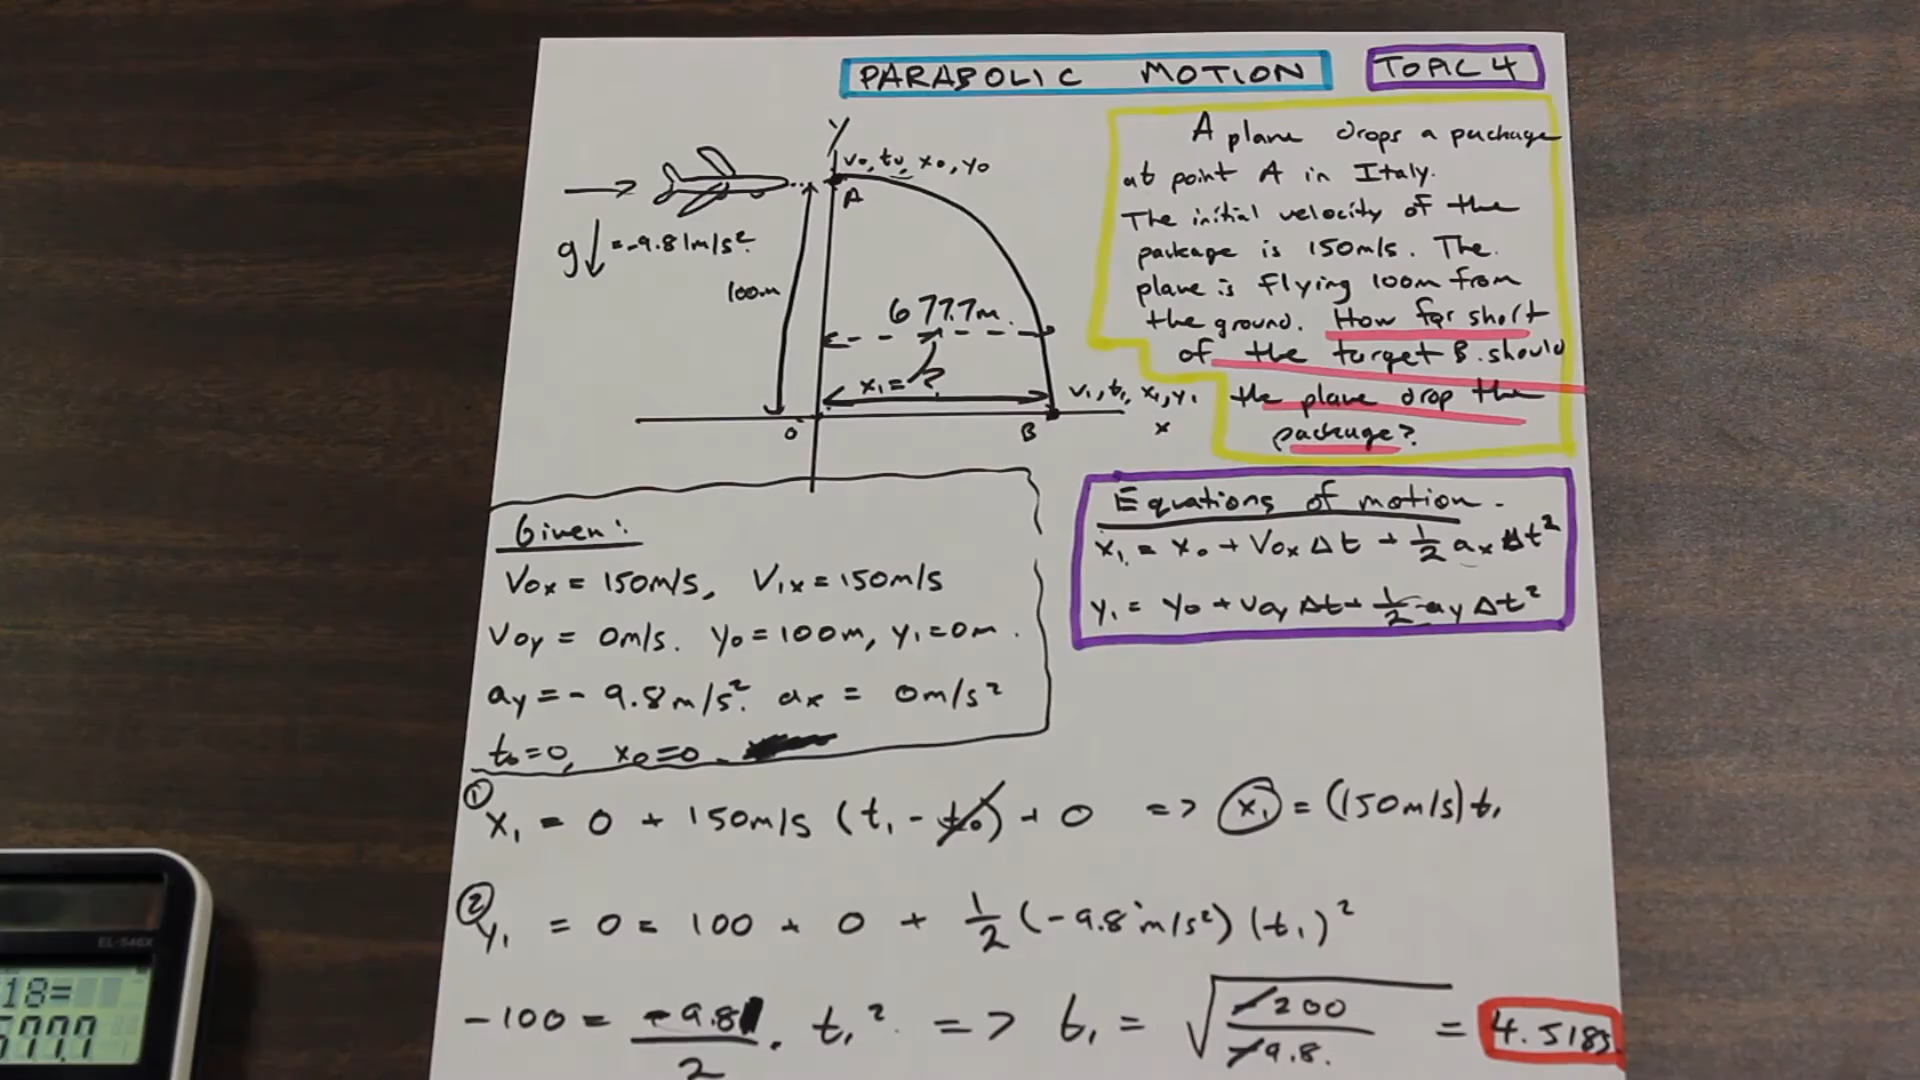 PARABOLIC MOTION
TOPIC 4
A plane drops a package
at point A in Italy.
The initial velocity of the
package is 150m/s. The
plane is flying 100m from
the ground. How far short
of the target B should
the plane drop the
package?
y
v₀, t₀, x₀, y₀
A
g ↓ = -9.81m/s²
100m
677.7m
x₁ = ?
v₁, t₁, x₁, y₁
O
B
x
Equations of motion
x₁ = x₀ + V₀x Δt + 1/2 ax Δt²
y₁ = y₀ + V₀y Δt + 1/2 ay Δt²
Given:
V₀x = 150m/s, V₁x = 150m/s
V₀y = 0m/s. y₀ = 100m, y₁ = 0m.
ay = - 9.8m/s². ax = 0m/s²
t₀ = 0, x₀ = 0
① x₁ = 0 + 150m/s (t₁ - t₀) + 0 => x₁ = (150m/s) t₁
② y₁ = 0 = 100 + 0 + 1/2 (-9.8m/s²) (t₁)²
-100 = -9.8/2 . t₁² => t₁ = √(-200/-9.8.) = 4.518s
EL-546X
18=
677.7